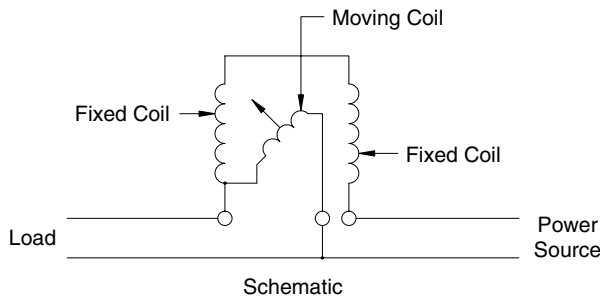 Moving Coil
Fixed Coil
Fixed Coil
Load
Power
Source
Schematic